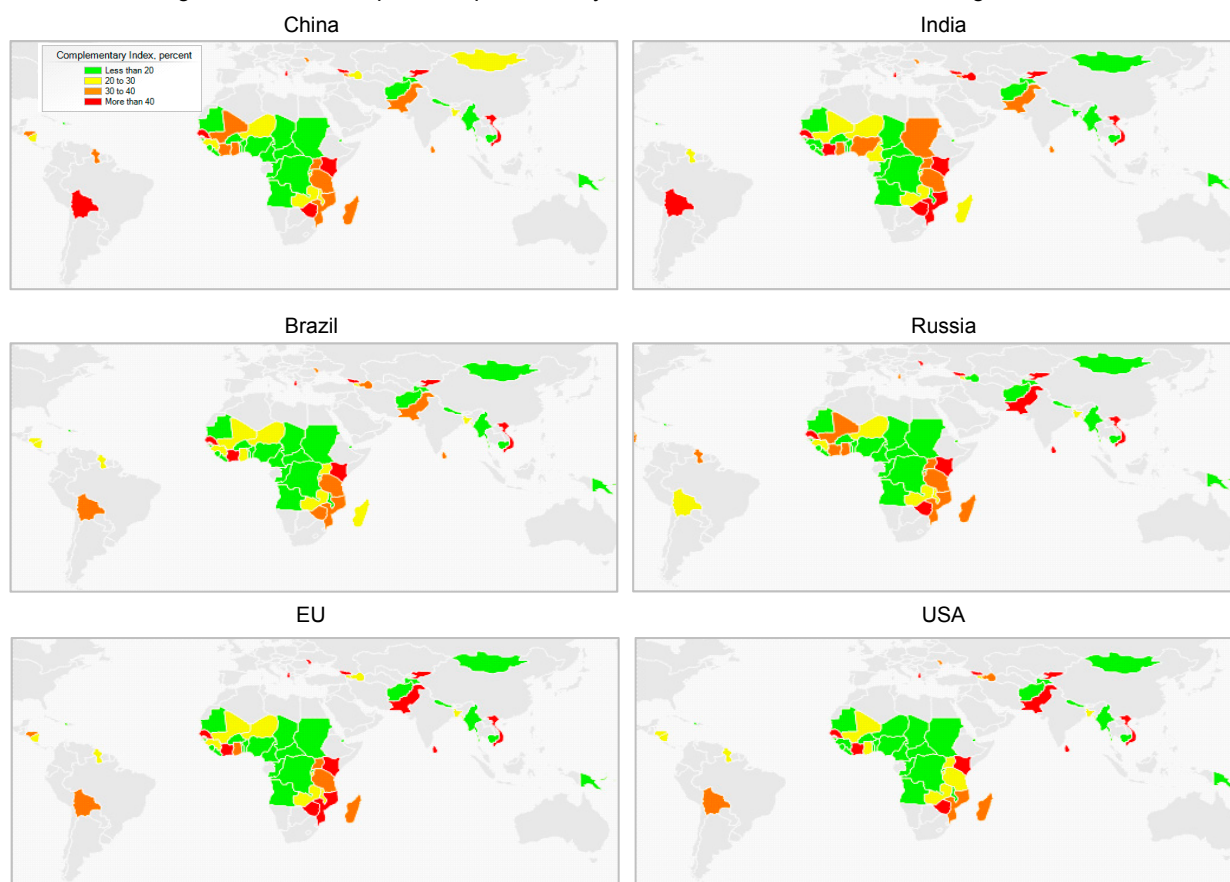 China
India
Complementary Index, percent
Less than 20
20 to 30
30 to 40
More than 40
Brazil
Russia
EU
USA